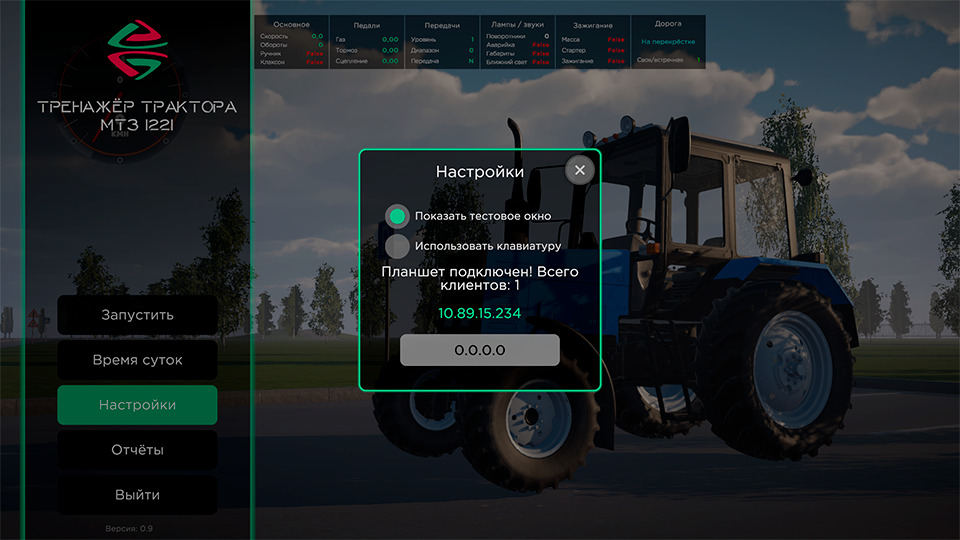 ТРЕНАЖЁР ТРАКТОРА
МТЗ 1221
КМН
Запустить
Время суток
Настройки
Отчёты
Выйти
Версия: 0.9
Основное
Скорость 0,0
Обороты 0
Ручник False
Клаксон False
Педали
Газ 0,00
Тормоз 0,00
Сцепление 0,00
Передачи
Уровень 1
Диапазон 0
Передача N
Лампы / звуки
Поворотники 0
Аварийка False
Габариты False
Ближний свет False
Зажигание
Масса False
Стартер False
Зажигание False
Дорога
На перекрёстке
Своя/встречная 1
Настройки
Показать тестовое окно
Использовать клавиатуру
Планшет подключен! Всего
клиентов: 1
10.89.15.234
0.0.0.0